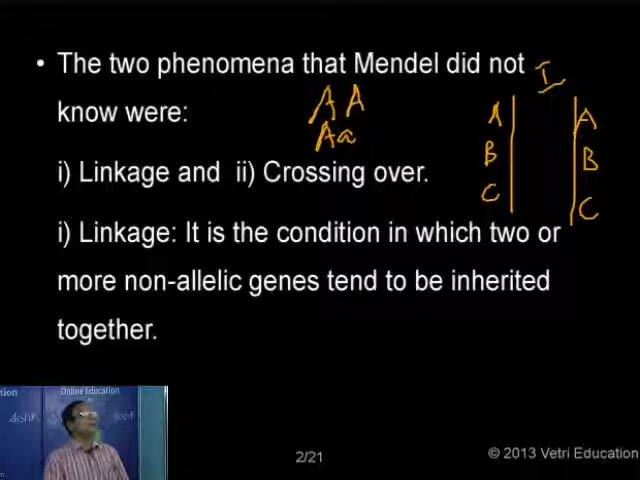 • The two phenomena that Mendel did not
know were:
i) Linkage and ii) Crossing over.
i) Linkage: It is the condition in which two or
more non-allelic genes tend to be inherited
together.
A A
Aa
I
A A
B B
C C
Online Education
2/21
© 2013 Vetri Education